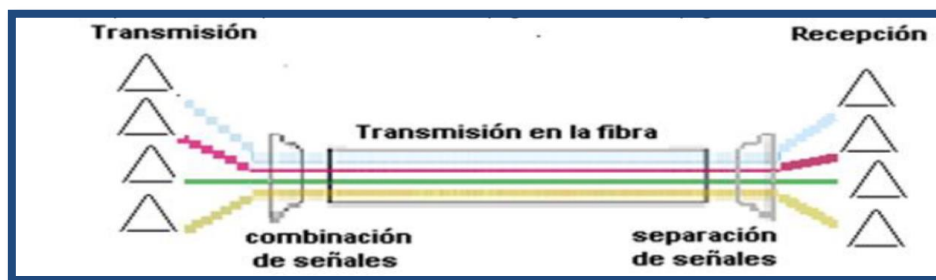 Transmisión
Recepción
Transmisión en la fibra
combinación
de señales
separación
de señales